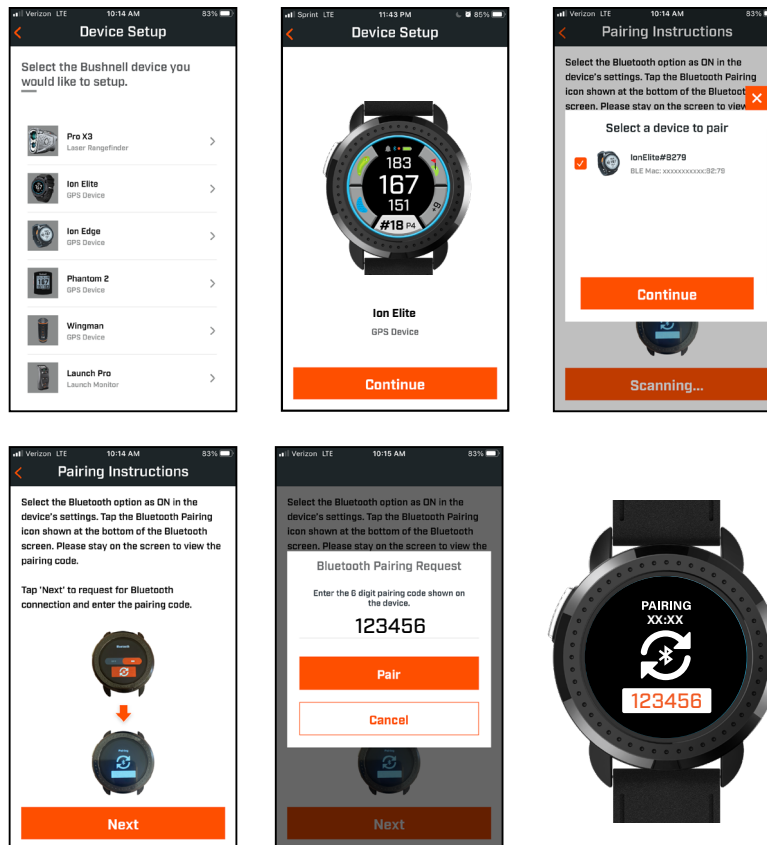 Verizon LTE 10:14 AM 83%
Device Setup
Select the Bushnell device you
would like to setup.
Pro X3
Laser Rangefinder
Ion Elite
GPS Device
Ion Edge
GPS Device
Phantom 2
GPS Device
Wingman
GPS Device
Launch Pro
Launch Monitor
Sprint LTE 11:43 PM 85%
Device Setup
183
167
151
#18 P4
+9
Ion Elite
GPS Device
Continue
Verizon LTE 10:14 AM 83%
Pairing Instructions
Select the Bluetooth option as ON in the
device's settings. Tap the Bluetooth Pairing
icon shown at the bottom of the Bluetoot
screen. Please stay on the screen to view
Select a device to pair
IonElite#8279
BLE Mac: xxxxxxxxxxx:82:79
Continue
Scanning...
Verizon LTE 10:14 AM 83%
Pairing Instructions
Select the Bluetooth option as ON in the
device's settings. Tap the Bluetooth Pairing
icon shown at the bottom of the Bluetooth
screen. Please stay on the screen to view the
pairing code.
Tap 'Next' to request for Bluetooth
connection and enter the pairing code.
Bluetooth
Pairing
Next
Verizon LTE 10:15 AM 83%
Select the Bluetooth option as ON in the
device's settings. Tap the Bluetooth Pairing
icon shown at the bottom of the Bluetooth
screen. Please stay on the screen to view the
Bluetooth Pairing Request
Enter the 6 digit pairing code shown on
the device.
123456
Pair
Cancel
Next
PAIRING
XX:XX
123456